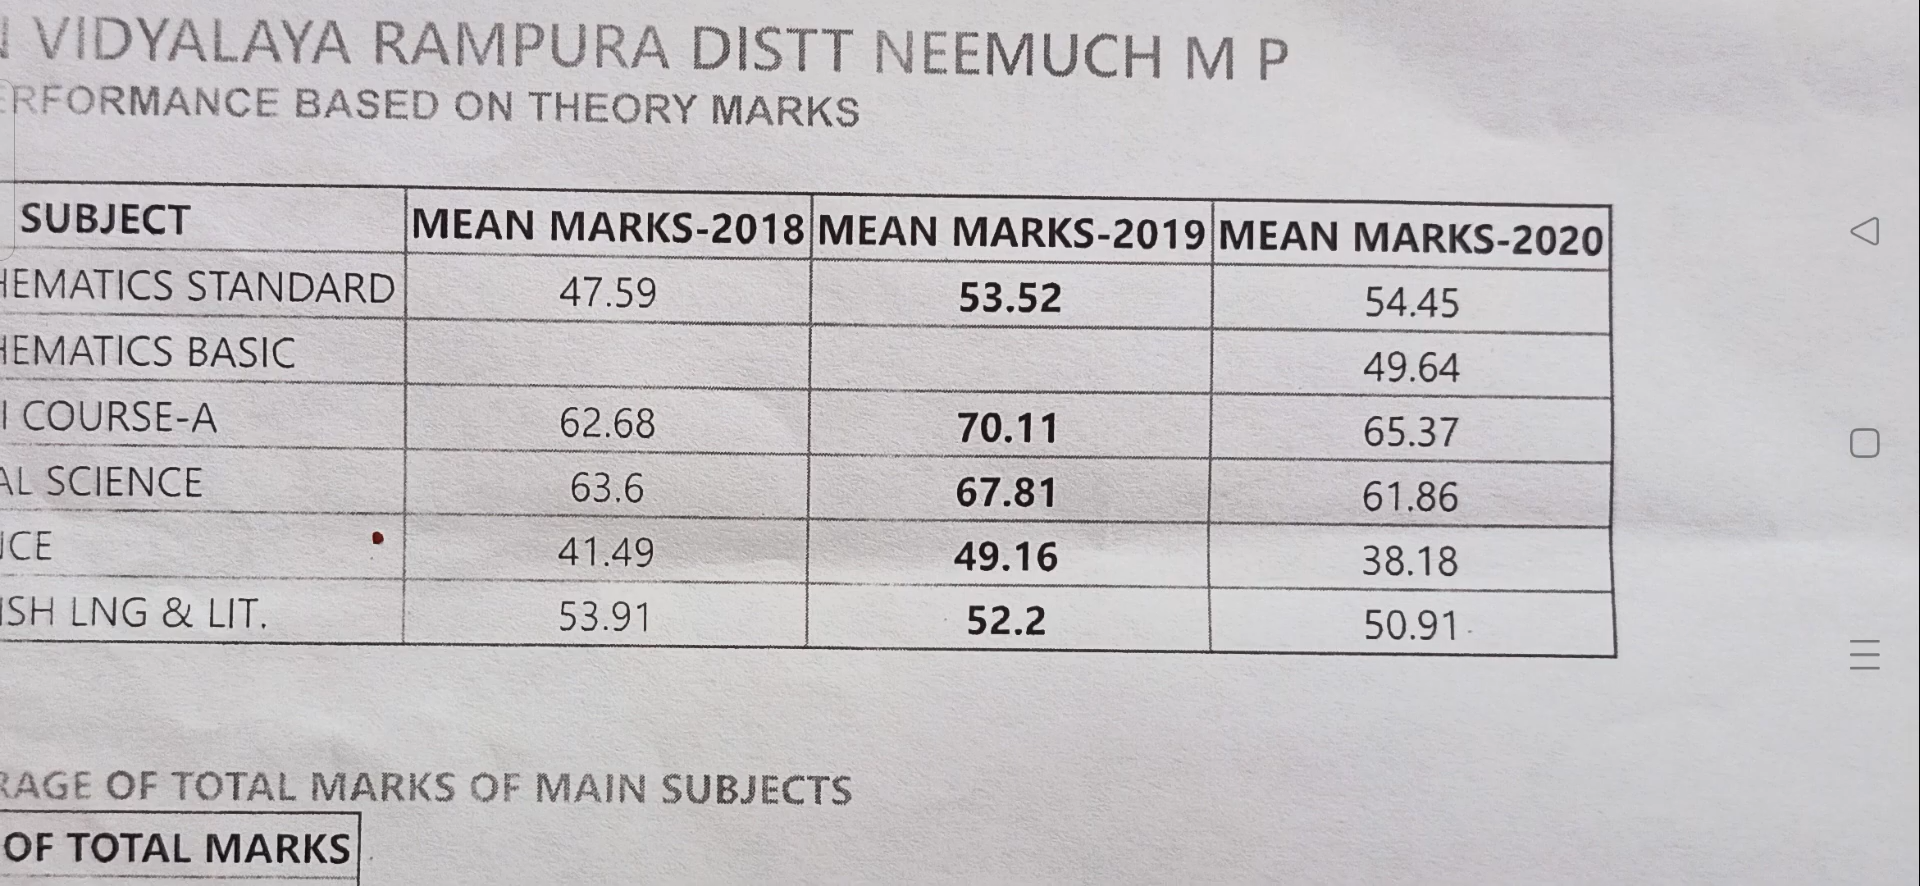 VIDYALAYA RAMPURA DISTT NEEMUCH M P
ERFORMANCE BASED ON THEORY MARKS
SUBJECT MEAN MARKS-2018 MEAN MARKS-2019 MEAN MARKS-2020
HEMATICS STANDARD 47.59 53.52 54.45
HEMATICS BASIC 49.64
I COURSE-A 62.68 70.11 65.37
AL SCIENCE 63.6 67.81 61.86
NCE 41.49 49.16 38.18
ISH LNG & LIT. 53.91 52.2 50.91
RAGE OF TOTAL MARKS OF MAIN SUBJECTS
OF TOTAL MARKS